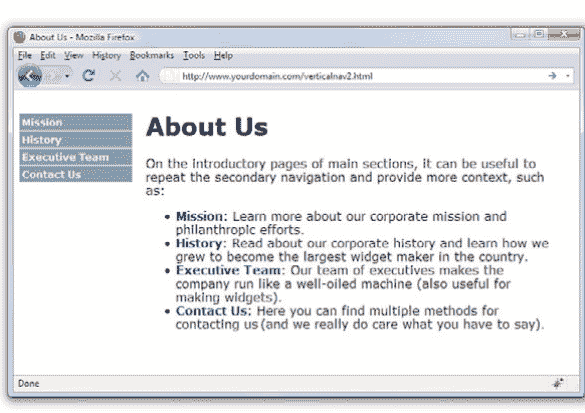 About Us - Mozilla Firefox
File Edit View History Bookmarks Tools Help
http://www.yourdomain.com/verticalnav2.html
Mission
History
Executive Team
Contact Us
About Us
On the introductory pages of main sections, it can be useful to
repeat the secondary navigation and provide more context, such
as:
• Mission: Learn more about our corporate mission and
philanthropic efforts.
• History: Read about our corporate history and learn how we
grew to become the largest widget maker in the country.
• Executive Team: Our team of executives makes the
company run like a well-oiled machine (also useful for
making widgets).
• Contact Us: Here you can find multiple methods for
contacting us (and we really do care what you have to say).
Done